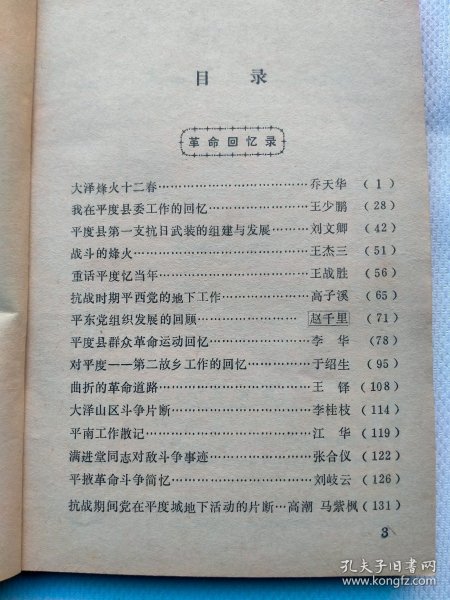 目 录
革命回忆录
大泽烽火十二春……………………………乔天华 (1)
我在平度县委工作的回忆…………………王少鹏 (28)
平度县第一支抗日武装的组建与发展……刘文卿 (42)
战斗的烽火…………………………………王杰三 (51)
重话平度忆当年……………………………王战胜 (56)
抗战时期平西党的地下工作………………高子溪 (65)
平东党组织发展的回顾……………………赵千里 (71)
平度县群众革命运动回忆…………………李 华 (78)
对平度——第二故乡工作的回忆…………于绍生 (95)
曲折的革命道路……………………………王 铎 (108)
大泽山区斗争片断…………………………李桂枝 (114)
平南工作散记………………………………江 华 (119)
满进堂同志对敌斗争事迹…………………张合仪 (122)
平掖革命斗争简忆…………………………刘岐云 (126)
抗战期间党在平度城地下活动的片断…高潮 马紫枫 (131)
3
孔夫子旧书网
www.kongfz.com